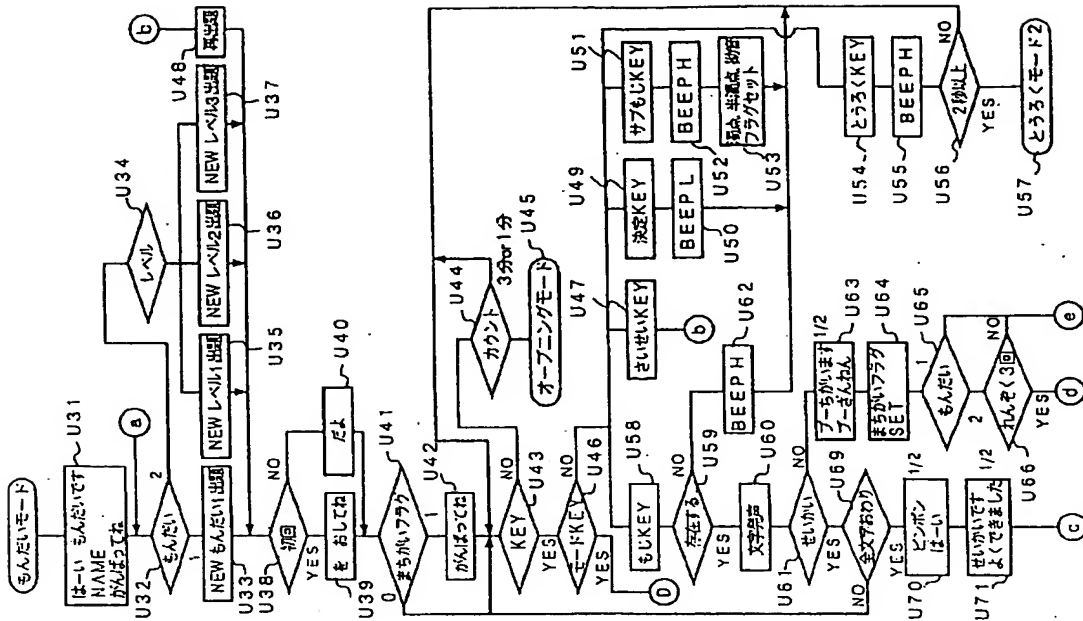 もんだいモード
はーい もんだいです
NAME
がんばってね
U31
a
もんだい
U32
1
2
NEW もんだい1出題
U33
レベル
U34
NEW レベル1出題
U35
NEW レベル2出題
U36
NEW レベル3出題
U37
再出題
U48
b
初回
U38
YES
NO
を おしてね
U39
だよ
U40
まちがいフラグ
U41
0
1
がんばってね
U42
KEY
U43
YES
NO
カウント
U44
3分or1分
オープニングモード
U45
モードKEY
U46
YES
NO
D
さいせいKEY
U47
b
決定KEY
U49
BEEPL
U50
サブもじKEY
U51
BEEPH
U52
濁点、半濁点、拗音
フラグセット
U53
とうろくKEY
U54
BEEPH
U55
2秒以上
U56
NO
YES
とうろくモード2
U57
もじKEY
U58
存在する
U59
YES
NO
文字発声
U60
BEEPH
U62
せいかい
U61
YES
NO
ブーちがいます
ブーざんねん
1/2
U63
まちがいフラグ
SET
U64
もんだい
U65
1
2
れんぞく3回
U66
NO
YES
e
d
全文字おわり
U69
NO
YES
ピンポン
はーい
1/2
U70
せいかいです
よくできました
1/2
U71
c